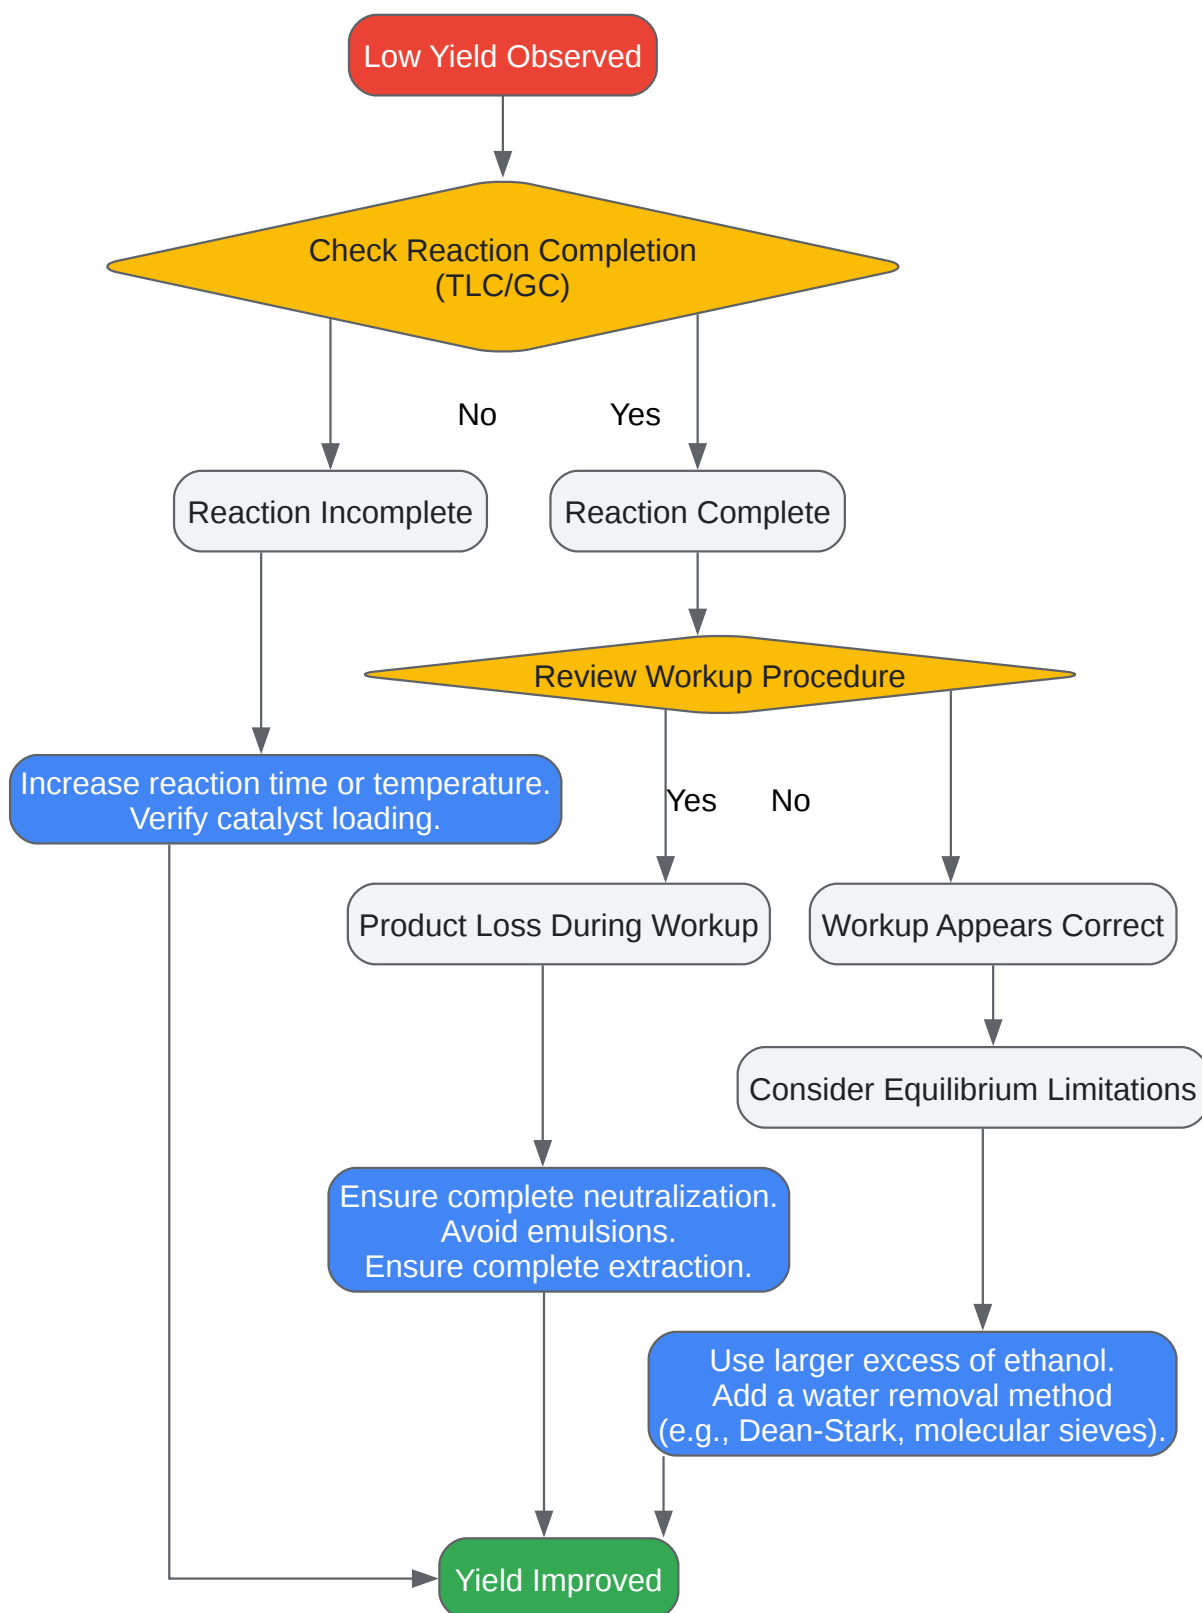 Low Yield Observed
Check Reaction Completion
(TLC/GC)
No
Yes
Reaction Incomplete
Reaction Complete
Review Workup Procedure
Increase reaction time or temperature.
Verify catalyst loading.
Yes
No
Product Loss During Workup
Workup Appears Correct
Consider Equilibrium Limitations
Ensure complete neutralization.
Avoid emulsions.
Ensure complete extraction.
Use larger excess of ethanol.
Add a water removal method
(e.g., Dean-Stark, molecular sieves).
Yield Improved